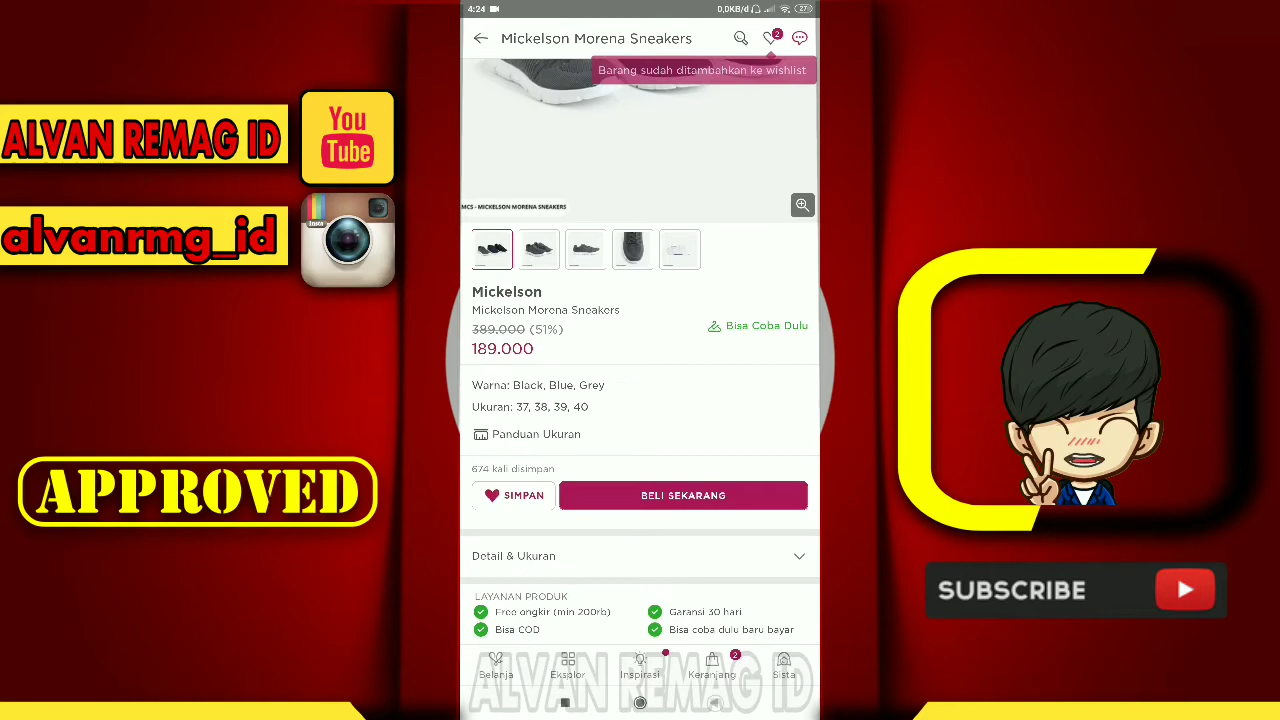 4:24
0,0KB/d
27
Mickelson Morena Sneakers
2
Barang sudah ditambahkan ke wishlist
ALVAN REMAG ID
You
Tube
Insta
alvanrmg_id
MCS - MICKELSON MORENA SNEAKERS
Mickelson
Mickelson Morena Sneakers
389.000 (51%)
Bisa Coba Dulu
189.000
Warna: Black, Blue, Grey
Ukuran: 37, 38, 39, 40
Panduan Ukuran
674 kali disimpan
SIMPAN
BELI SEKARANG
APPROVED
Detail & Ukuran
SUBSCRIBE
LAYANAN PRODUK
Free ongkir (min 200rb)
Garansi 30 hari
Bisa COD
Bisa coba dulu baru bayar
2
Belanja
Eksplor
Inspirasi
Keranjang
Sista
ALVAN REMAG ID